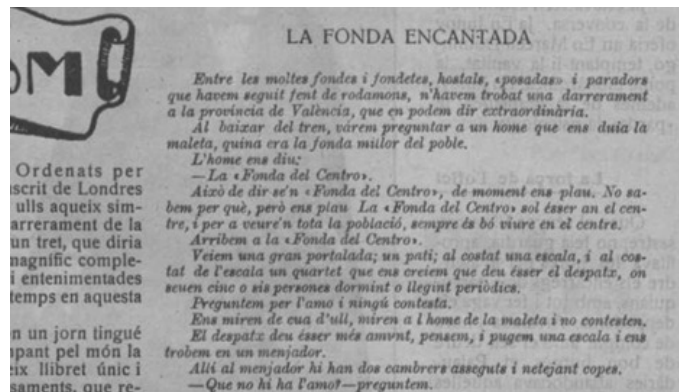 OM
Ordenats per
scrit de Londres
ulls aqueix sim-
arrerament de la
un tret, que diria
magnífic comple-
i entenimentades
temps en aquesta
n un jorn tingué
pant pel món la
eix llibret únic i
saments, que re-
LA FONDA ENCANTADA
Entre les moltes fondes i fondetes, hostals, «posadas» i paradors
que havem seguit fent de rodamons, n'havem trobat una darrerament
a la província de València, que en podem dir extraordinària.
Al baixar del tren, várem preguntar a un home que ens duia la
maleta, quina era la fonda millor del poble.
L'home ens diu:
—La «Fonda del Centro».
Això de dir se'n «Fonda del Centro», de moment ens plau. No sa-
bem per què, però ens plau La «Fonda del Centro» sol ésser an el cen-
tre, i per a veure'n tota la població, sempre és bó viure en el centre.
Arribem a la «Fonda del Centro».
Veiem una gran portalada; un pati; al costat una escala, i al cos-
tat de l'escala un quartet que ens creiem que deu ésser el despatx, on
seuen cinc o sis persones dormint o llegint periòdics.
Preguntem per l'amo i ningú contesta.
Ens miren de cua d'ull, miren a l home de la maleta i no contesten.
El despatx deu ésser més amunt, pensem, i pugem una escala i ens
trobem en un menjador.
Allí al menjador hi han dos cambrers asseguts i netejant copes.
—Que no hi ha l'amo?—preguntem.